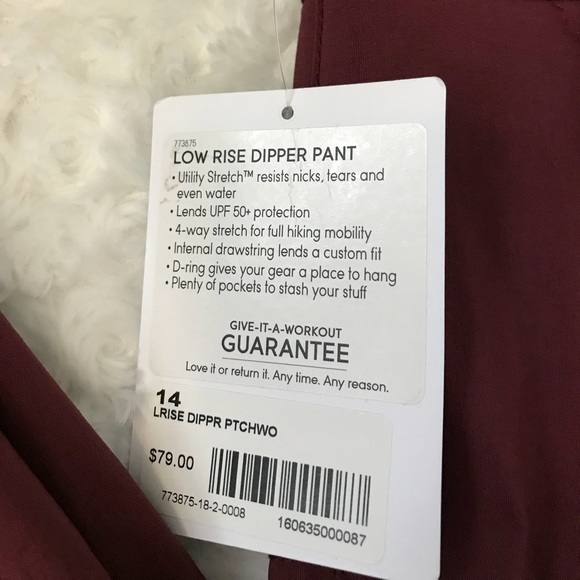 773875
LOW RISE DIPPER PANT
• Utility Stretch™ resists nicks, tears and
even water
• Lends UPF 50+ protection
• 4-way stretch for full hiking mobility
• Internal drawstring lends a custom fit
• D-ring gives your gear a place to hang
• Plenty of pockets to stash your stuff
GIVE-IT-A-WORKOUT
GUARANTEE
Love it or return it. Any time. Any reason.
14
LRISE DIPPR PTCHWO
$79.00
773875-18-2-0008
160635000087